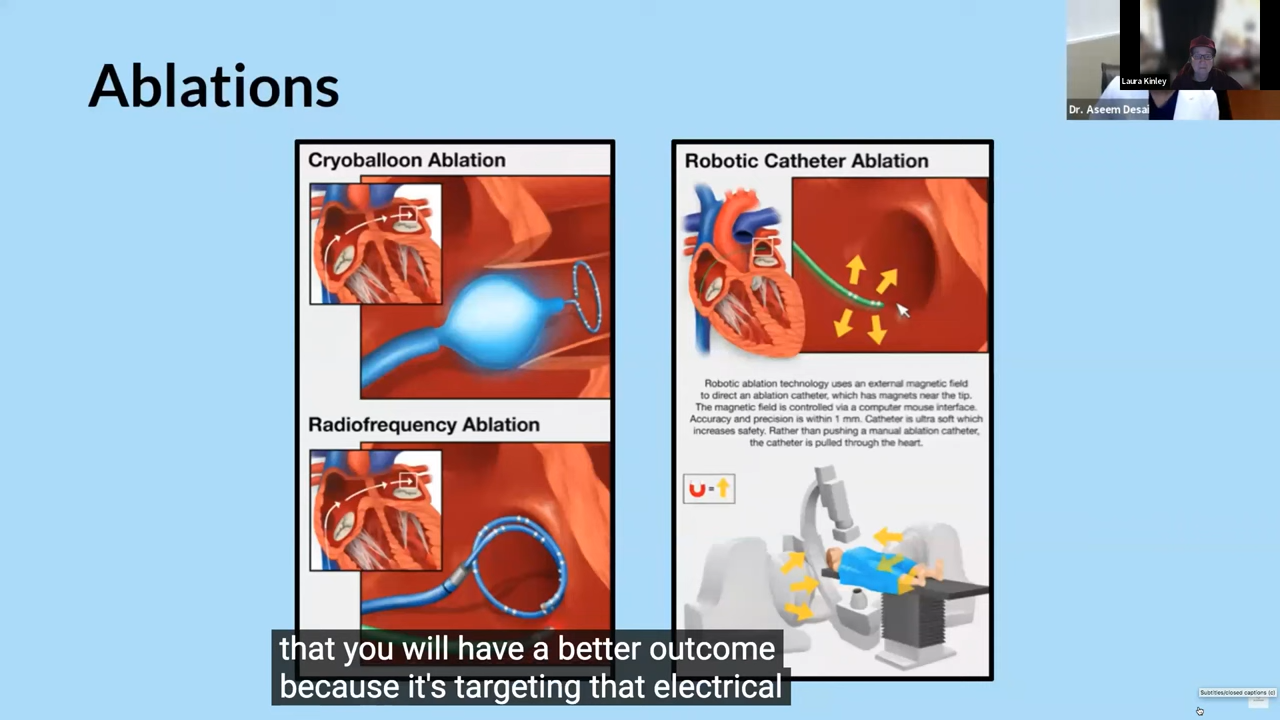 Ablations
Laura Kinley
Dr. Aseem Desai
Cryoballoon Ablation
Radiofrequency Ablation
Robotic Catheter Ablation
Robotic ablation technology uses an external magnetic field
to direct an ablation catheter, which has magnets near the tip.
The magnetic field is controlled via a computer mouse interface.
Accuracy and precision is within 1 mm. Catheter is ultra soft which
increases safety. Rather than pushing a manual ablation catheter,
the catheter is pulled through the heart.
=
that you will have a better outcome
because it's targeting that electrical
Subtitles/closed captions (c)